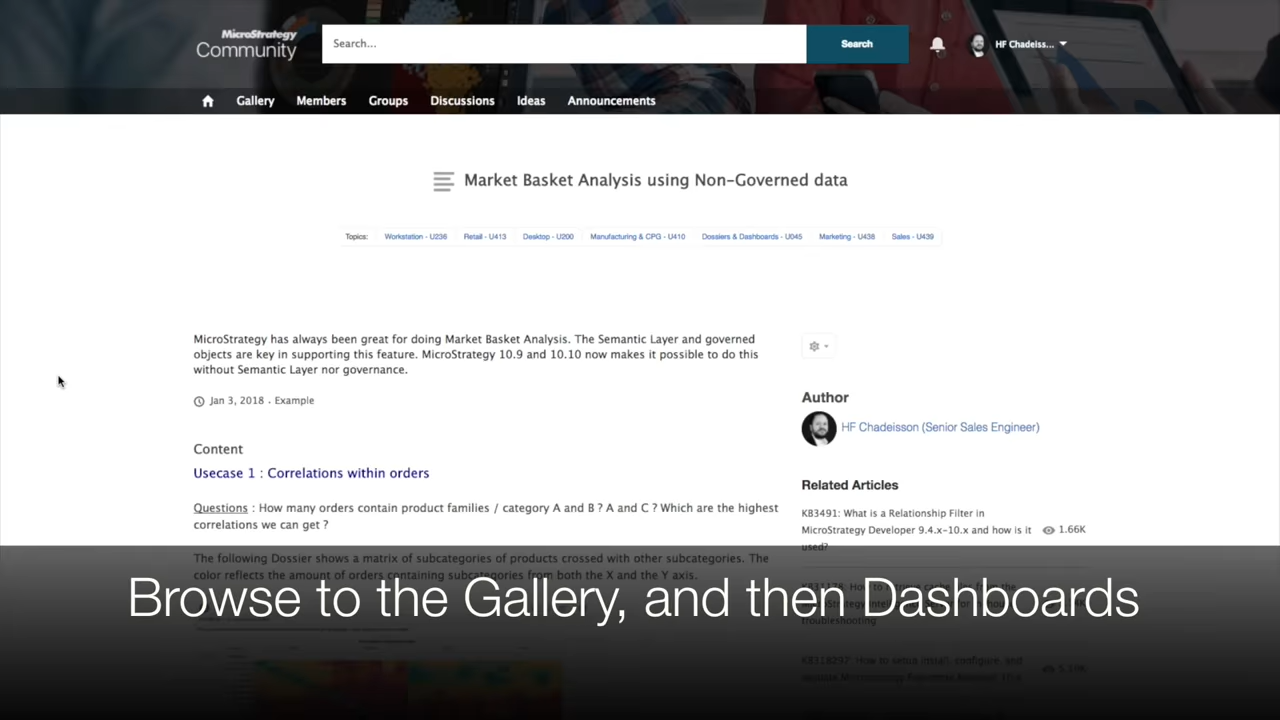 MicroStrategy
Community
Search...
Search
HF Chadeiss...
Gallery
Members
Groups
Discussions
Ideas
Announcements
Market Basket Analysis using Non-Governed data
Topics:
Workstation - U236
Retail - U413
Desktop - U200
Manufacturing & CPG - U410
Dossiers & Dashboards - U045
Marketing - U438
Sales - U439
MicroStrategy has always been great for doing Market Basket Analysis. The Semantic Layer and governed
objects are key in supporting this feature. MicroStrategy 10.9 and 10.10 now makes it possible to do this
without Semantic Layer nor governance.
Jan 3, 2018 . Example
Content
Usecase 1 : Correlations within orders
Questions : How many orders contain product families / category A and B ? A and C ? Which are the highest
correlations we can get ?
The following Dossier shows a matrix of subcategories of products crossed with other subcategories. The
color reflects the amount of orders containing subcategories from both the X and the Y axis.
Author
HF Chadeisson (Senior Sales Engineer)
Related Articles
KB3491: What is a Relationship Filter in
MicroStrategy Developer 9.4.x-10.x and how is it
used?
1.66K
troubleshooting
Browse to the Gallery, and then Dashboards